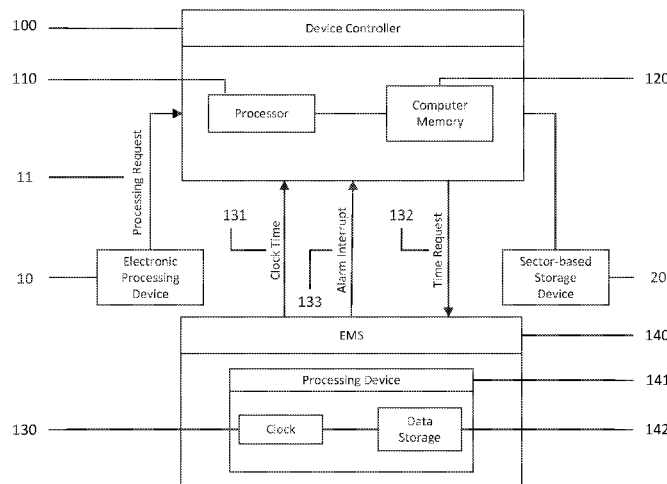 100
Device Controller
110
120
Processor
Computer
Memory
11
Processing Request
131
132
Clock Time
Alarm Interrupt
Time Request
10
Electronic
Processing
Device
133
Sector-based
Storage
Device
20
EMS
140
Processing Device
141
130
Clock
Data
Storage
142